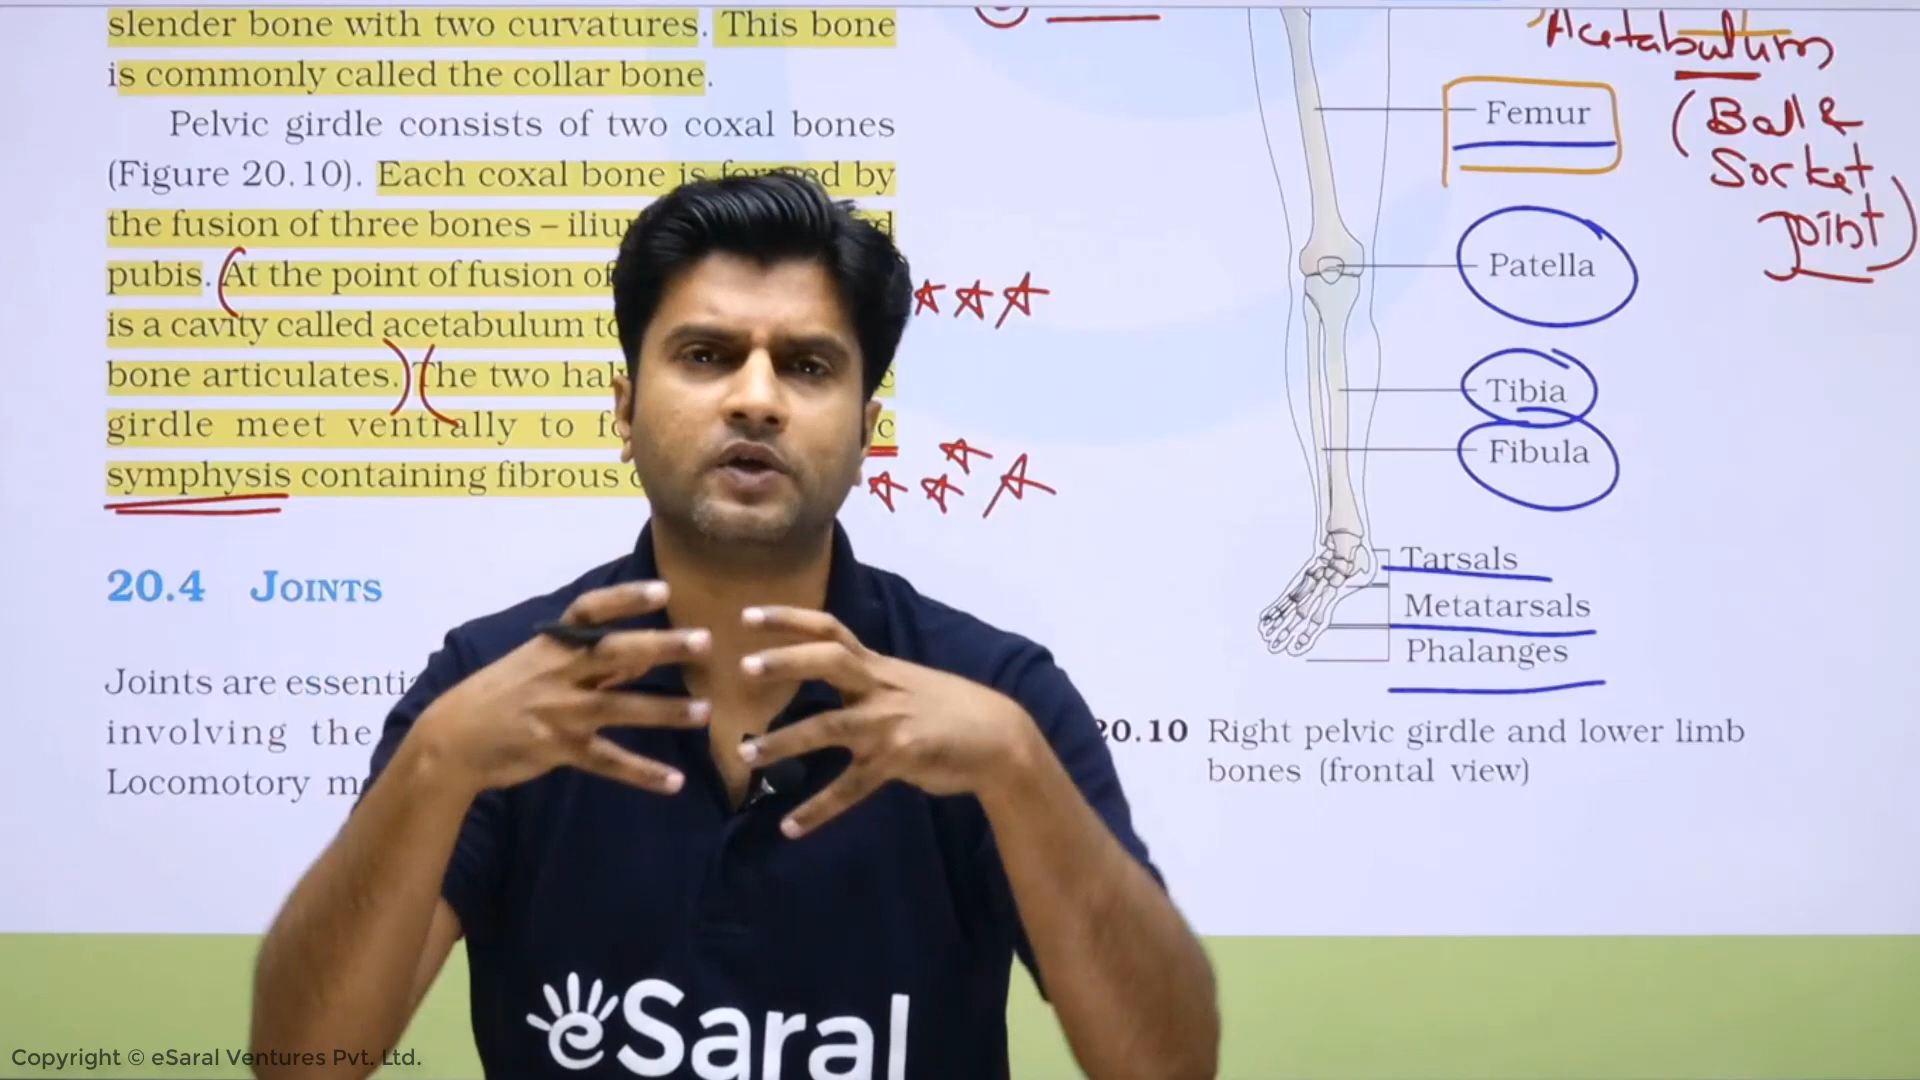 slender bone with two curvatures. This bone
is commonly called the collar bone.
Pelvic girdle consists of two coxal bones
(Figure 20.10). Each coxal bone is formed by
the fusion of three bones – iliu
pubis. (At the point of fusion of
is a cavity called acetabulum to
bone articulates.) (The two hal
girdle meet ventrally to fo c
symphysis containing fibrous c
20.4 JOINTS
Joints are essenti
involving the
Locomotory m
Acetabulum
(Ball &
Socket
Joint)
Femur
Patella
Tibia
Fibula
Tarsals
Metatarsals
Phalanges
20.10 Right pelvic girdle and lower limb
bones (frontal view)
eSaral
Copyright © eSaral Ventures Pvt. Ltd.